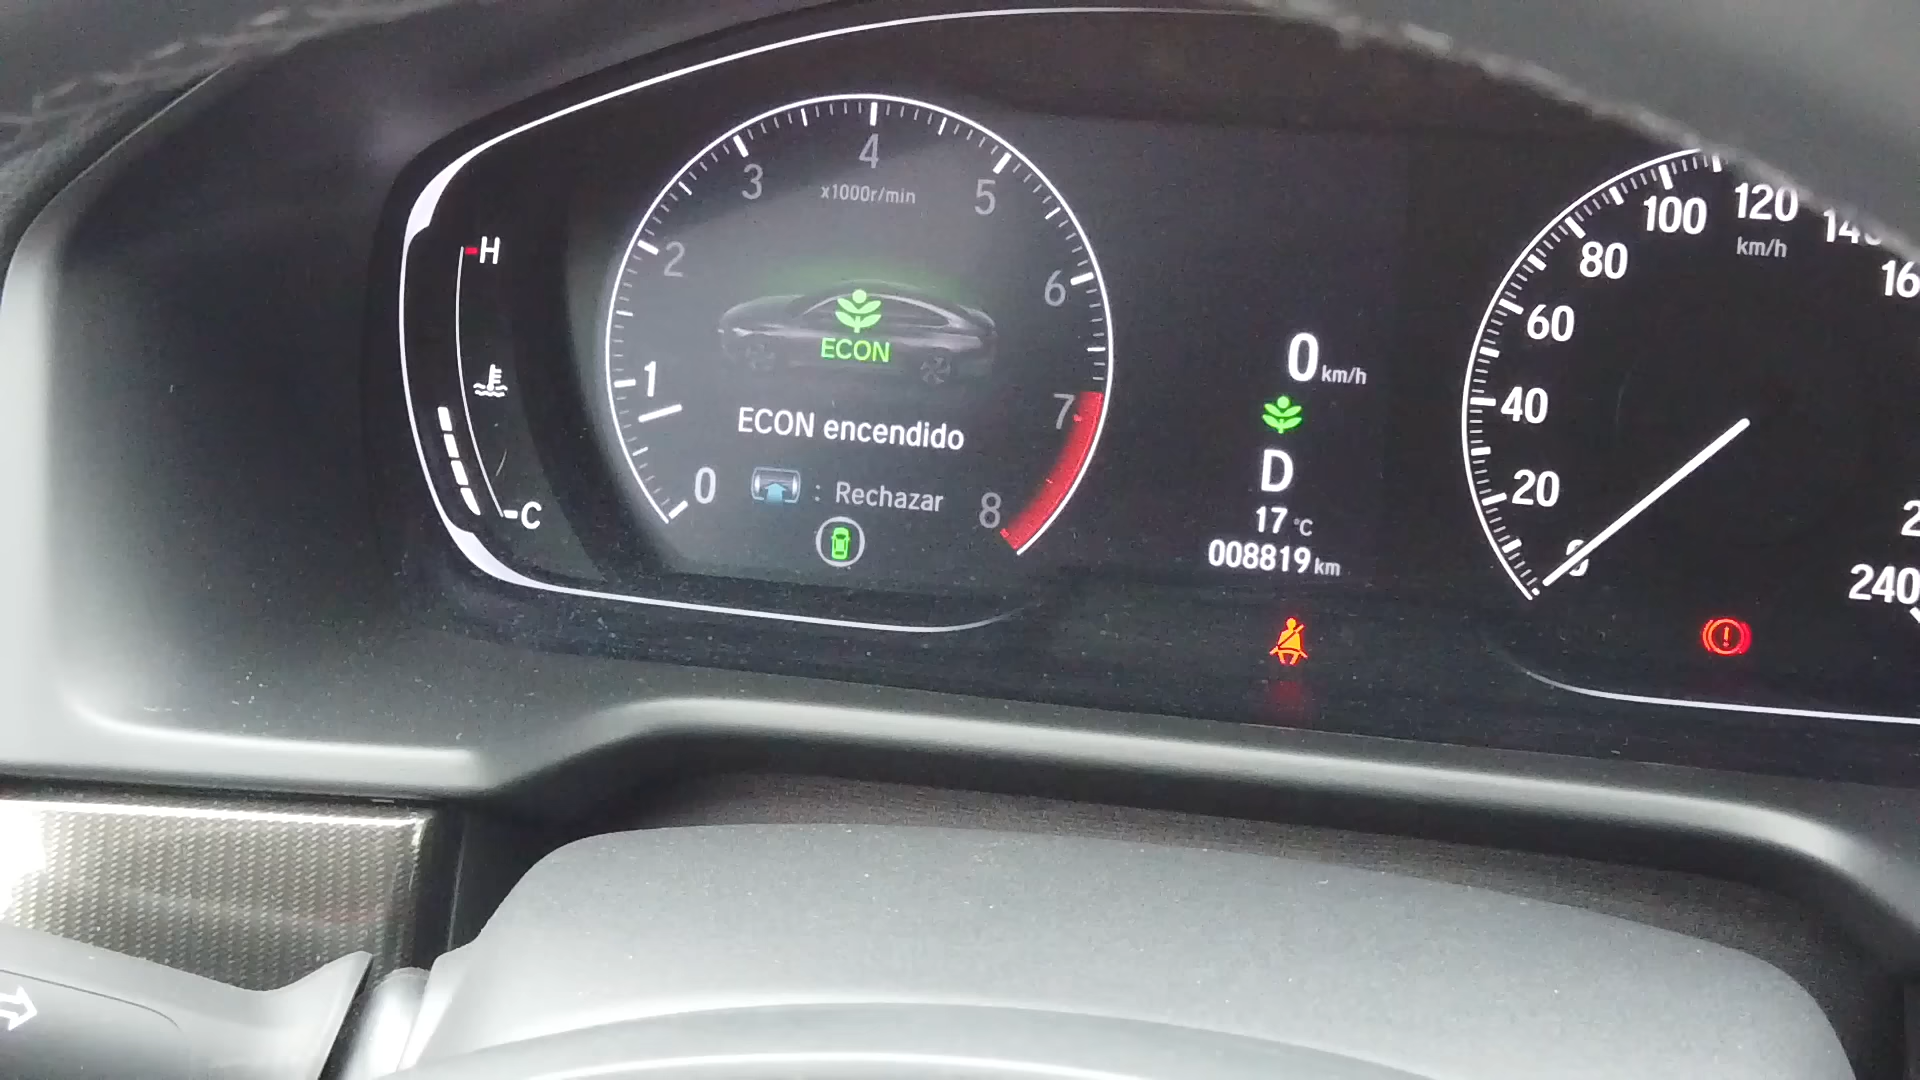 H
C
0
1
2
3
4
5
6
7
8
x1000r/min
ECON
ECON encendido
: Rechazar
0 km/h
D
17 °C
008819 km
20
40
60
80
100
120
km/h
240